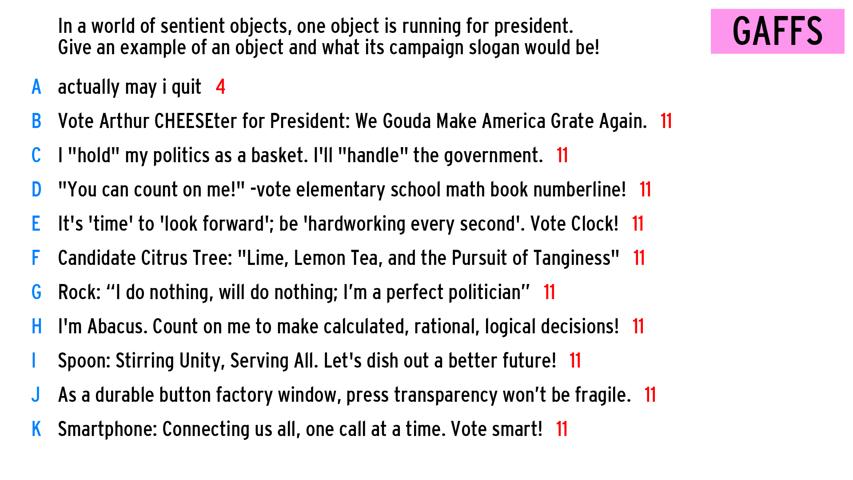 In a world of sentient objects, one object is running for president.
Give an example of an object and what its campaign slogan would be!
GAFFS
A actually may i quit 4
B Vote Arthur CHEESEter for President: We Gouda Make America Grate Again. 11
C I "hold" my politics as a basket. I'll "handle" the government. 11
D "You can count on me!" -vote elementary school math book numberline! 11
E It's 'time' to 'look forward'; be 'hardworking every second'. Vote Clock! 11
F Candidate Citrus Tree: "Lime, Lemon Tea, and the Pursuit of Tanginess" 11
G Rock: “I do nothing, will do nothing; I’m a perfect politician” 11
H I'm Abacus. Count on me to make calculated, rational, logical decisions! 11
I Spoon: Stirring Unity, Serving All. Let's dish out a better future! 11
J As a durable button factory window, press transparency won’t be fragile. 11
K Smartphone: Connecting us all, one call at a time. Vote smart! 11